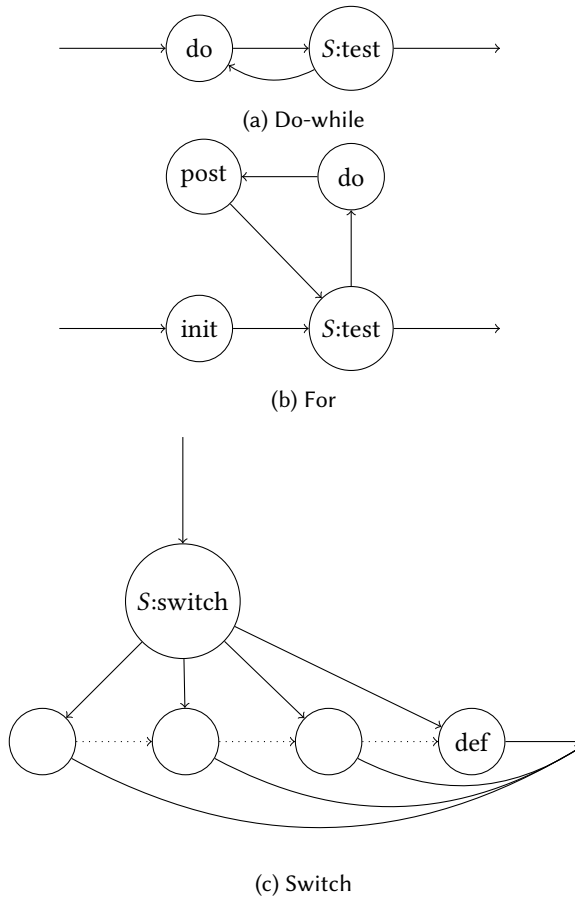 do
S:test
(a) Do-while
post
do
init
S:test
(b) For
S:switch
def
(c) Switch